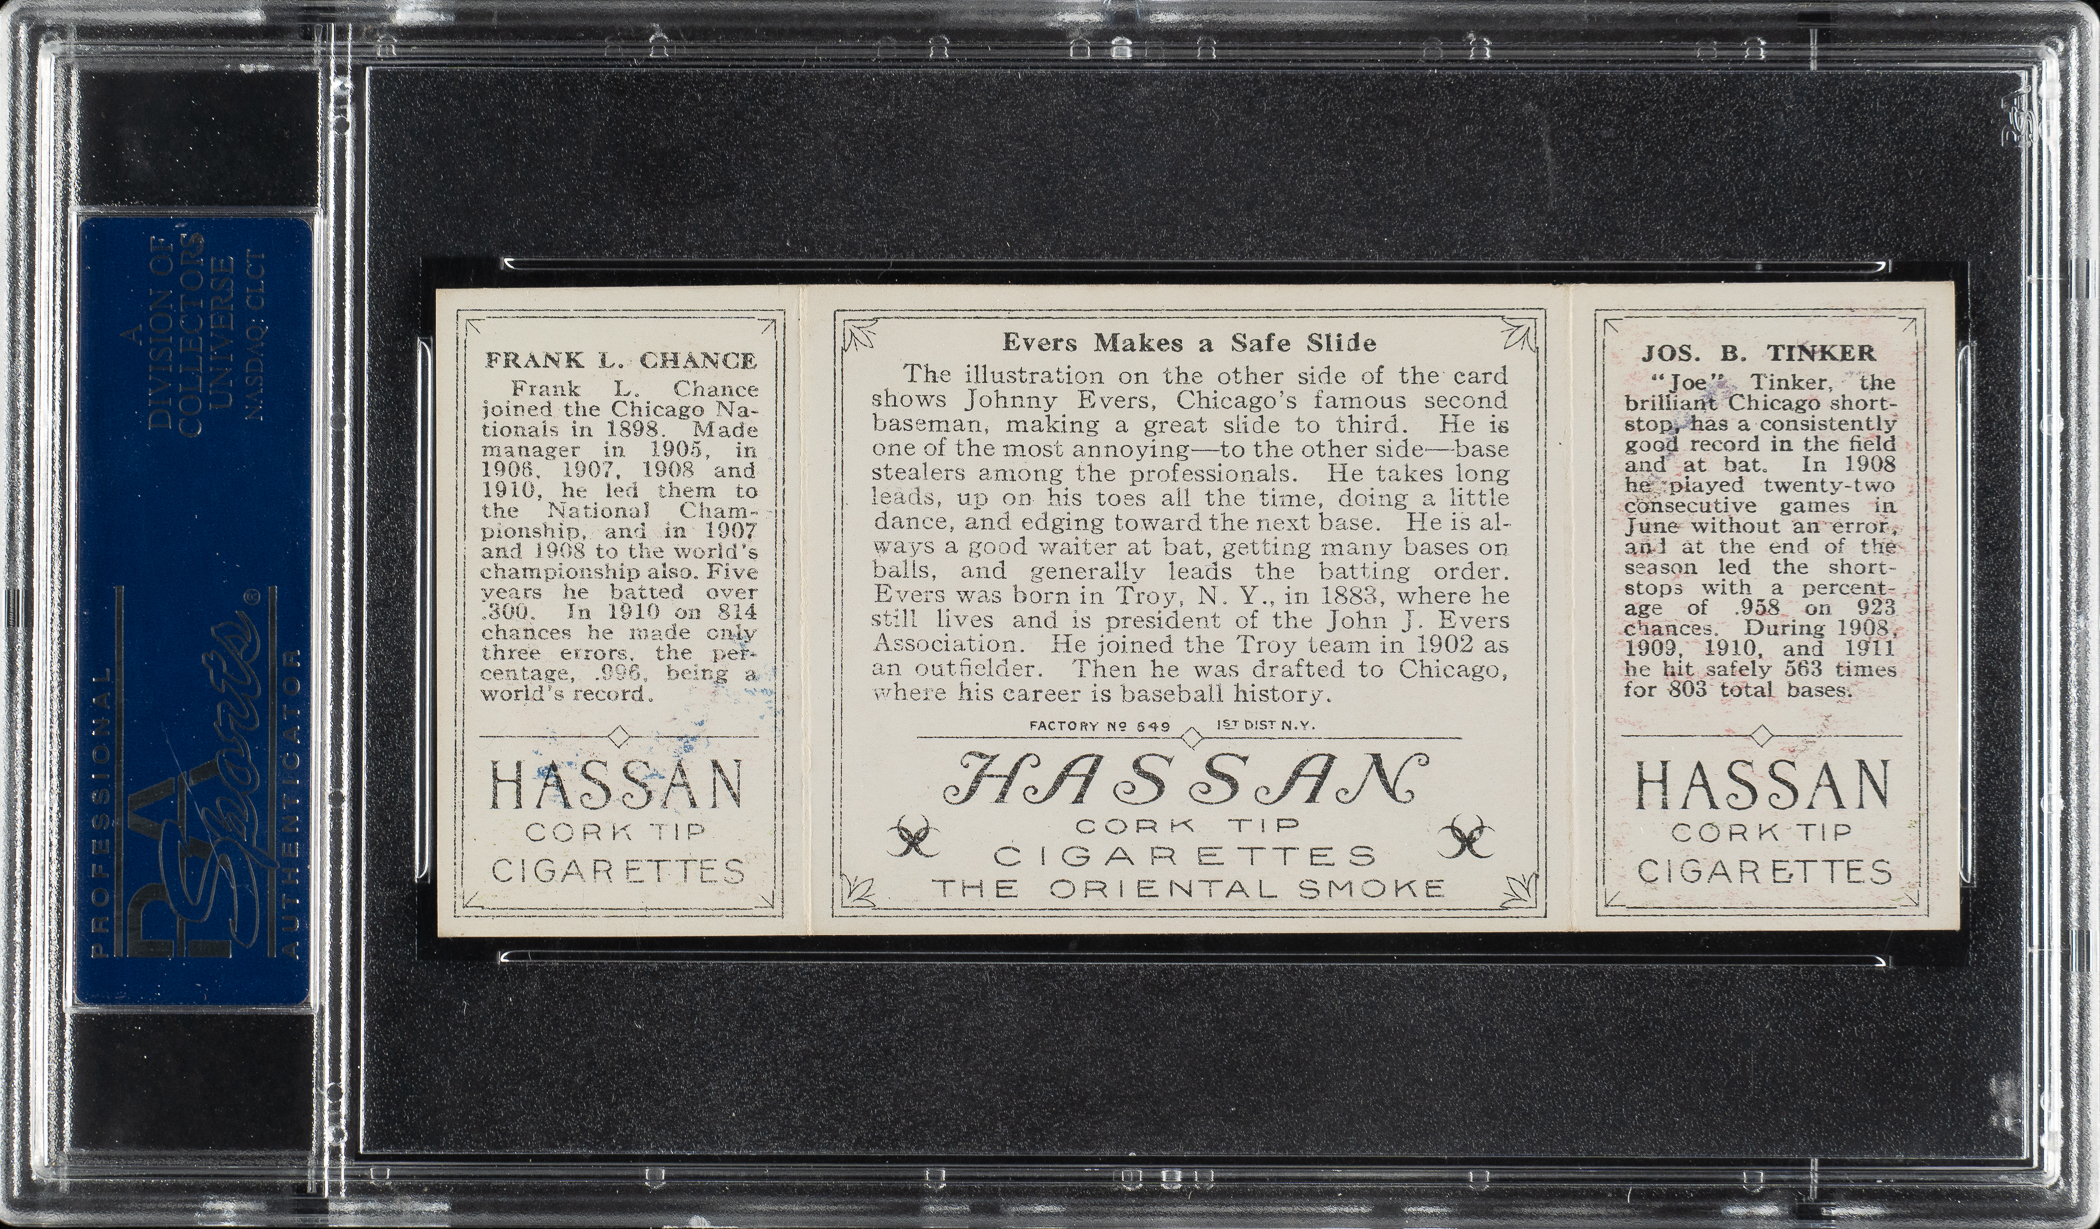 A
DIVISION OF
COLLECTORS
UNIVERSE
NASDAQ: CLCT
PROFESSIONAL
PSA
Sports®
AUTHENTICATOR
FRANK L. CHANCE
Frank L. Chance
joined the Chicago Na-
tionals in 1898. Made
manager in 1905, in
1906, 1907, 1908 and
1910, he led them to
the National Cham-
pionship, and in 1907
and 1908 to the world's
championship also. Five
years he batted over
.300. In 1910 on 814
chances he made only
three errors, the per-
centage, .996, being a
world's record.
HASSAN
CORK TIP
CIGARETTES
Evers Makes a Safe Slide
The illustration on the other side of the card
shows Johnny Evers, Chicago's famous second
baseman, making a great slide to third. He is
one of the most annoying—to the other side—base
stealers among the professionals. He takes long
leads, up on his toes all the time, doing a little
dance, and edging toward the next base. He is al-
ways a good waiter at bat, getting many bases on
balls, and generally leads the batting order.
Evers was born in Troy, N. Y., in 1883, where he
still lives and is president of the John J. Evers
Association. He joined the Troy team in 1902 as
an outfielder. Then he was drafted to Chicago,
where his career is baseball history.
FACTORY Nº 649 1ST DIST N.Y.
HASSAN
CORK TIP
CIGARETTES
THE ORIENTAL SMOKE
JOS. B. TINKER
"Joe" Tinker, the
brilliant Chicago short-
stop, has a consistently
good record in the field
and at bat. In 1908
he played twenty-two
consecutive games in
June without an error,
and at the end of the
season led the short-
stops with a percent-
age of .958 on 923
chances. During 1908,
1909, 1910, and 1911
he hit safely 563 times
for 803 total bases.
HASSAN
CORK TIP
CIGARETTES
PSA